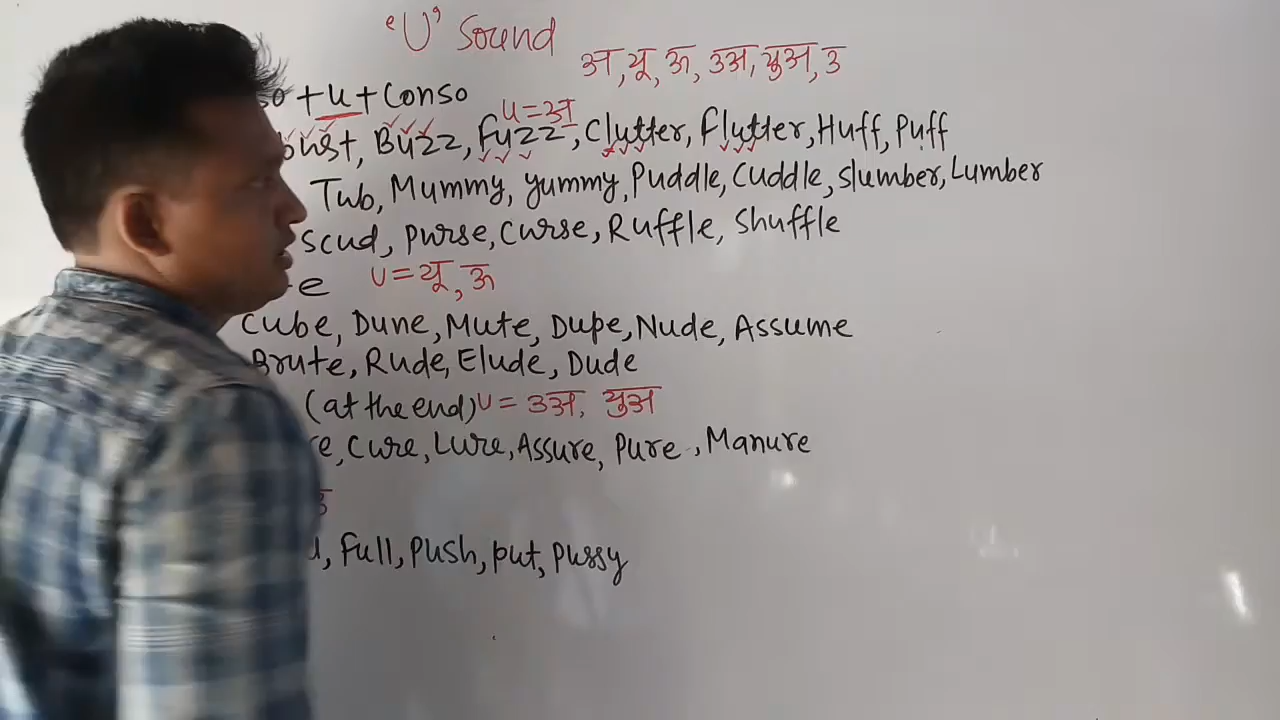 'U' Sound
अ, यू, ऊ, उअ, युअ, उ
+ u + Conso
u = अ
Buzz, Fuzz, Clutter, Flutter, Huff, Puff
Tub, Mummy, yummy, Puddle, Cuddle, Slumber, Lumber
Scud, Purse, Curse, Ruffle, Shuffle
e U = यू, ऊ
Cube, Dune, Mute, Dupe, Nude, Assume
Brute, Rude, Elude, Dude
(at the end) U = उअ, युअ
Cure, Lure, Assure, Pure, Manure
Full, Push, put, Pussy